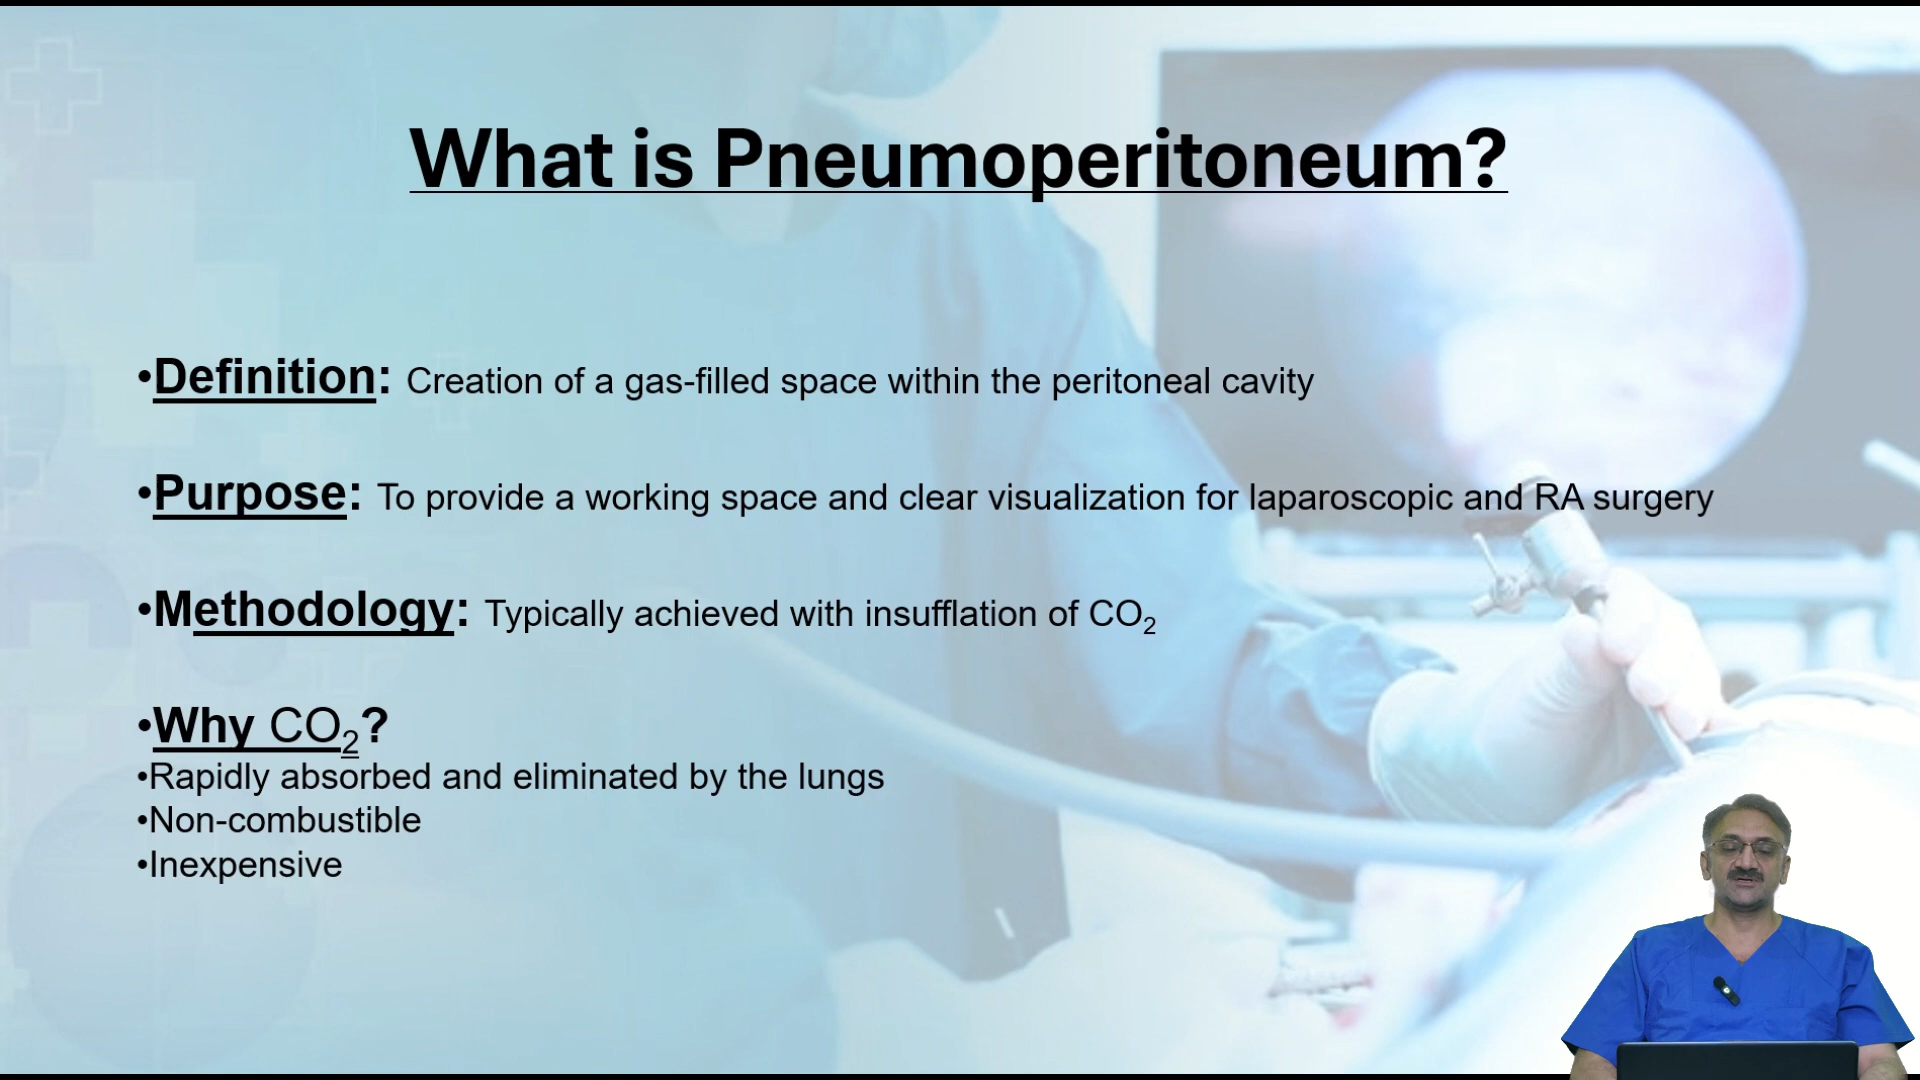 What is Pneumoperitoneum?
•Definition: Creation of a gas-filled space within the peritoneal cavity
•Purpose: To provide a working space and clear visualization for laparoscopic and RA surgery
•Methodology: Typically achieved with insufflation of CO₂
•Why CO₂?
•Rapidly absorbed and eliminated by the lungs
•Non-combustible
•Inexpensive